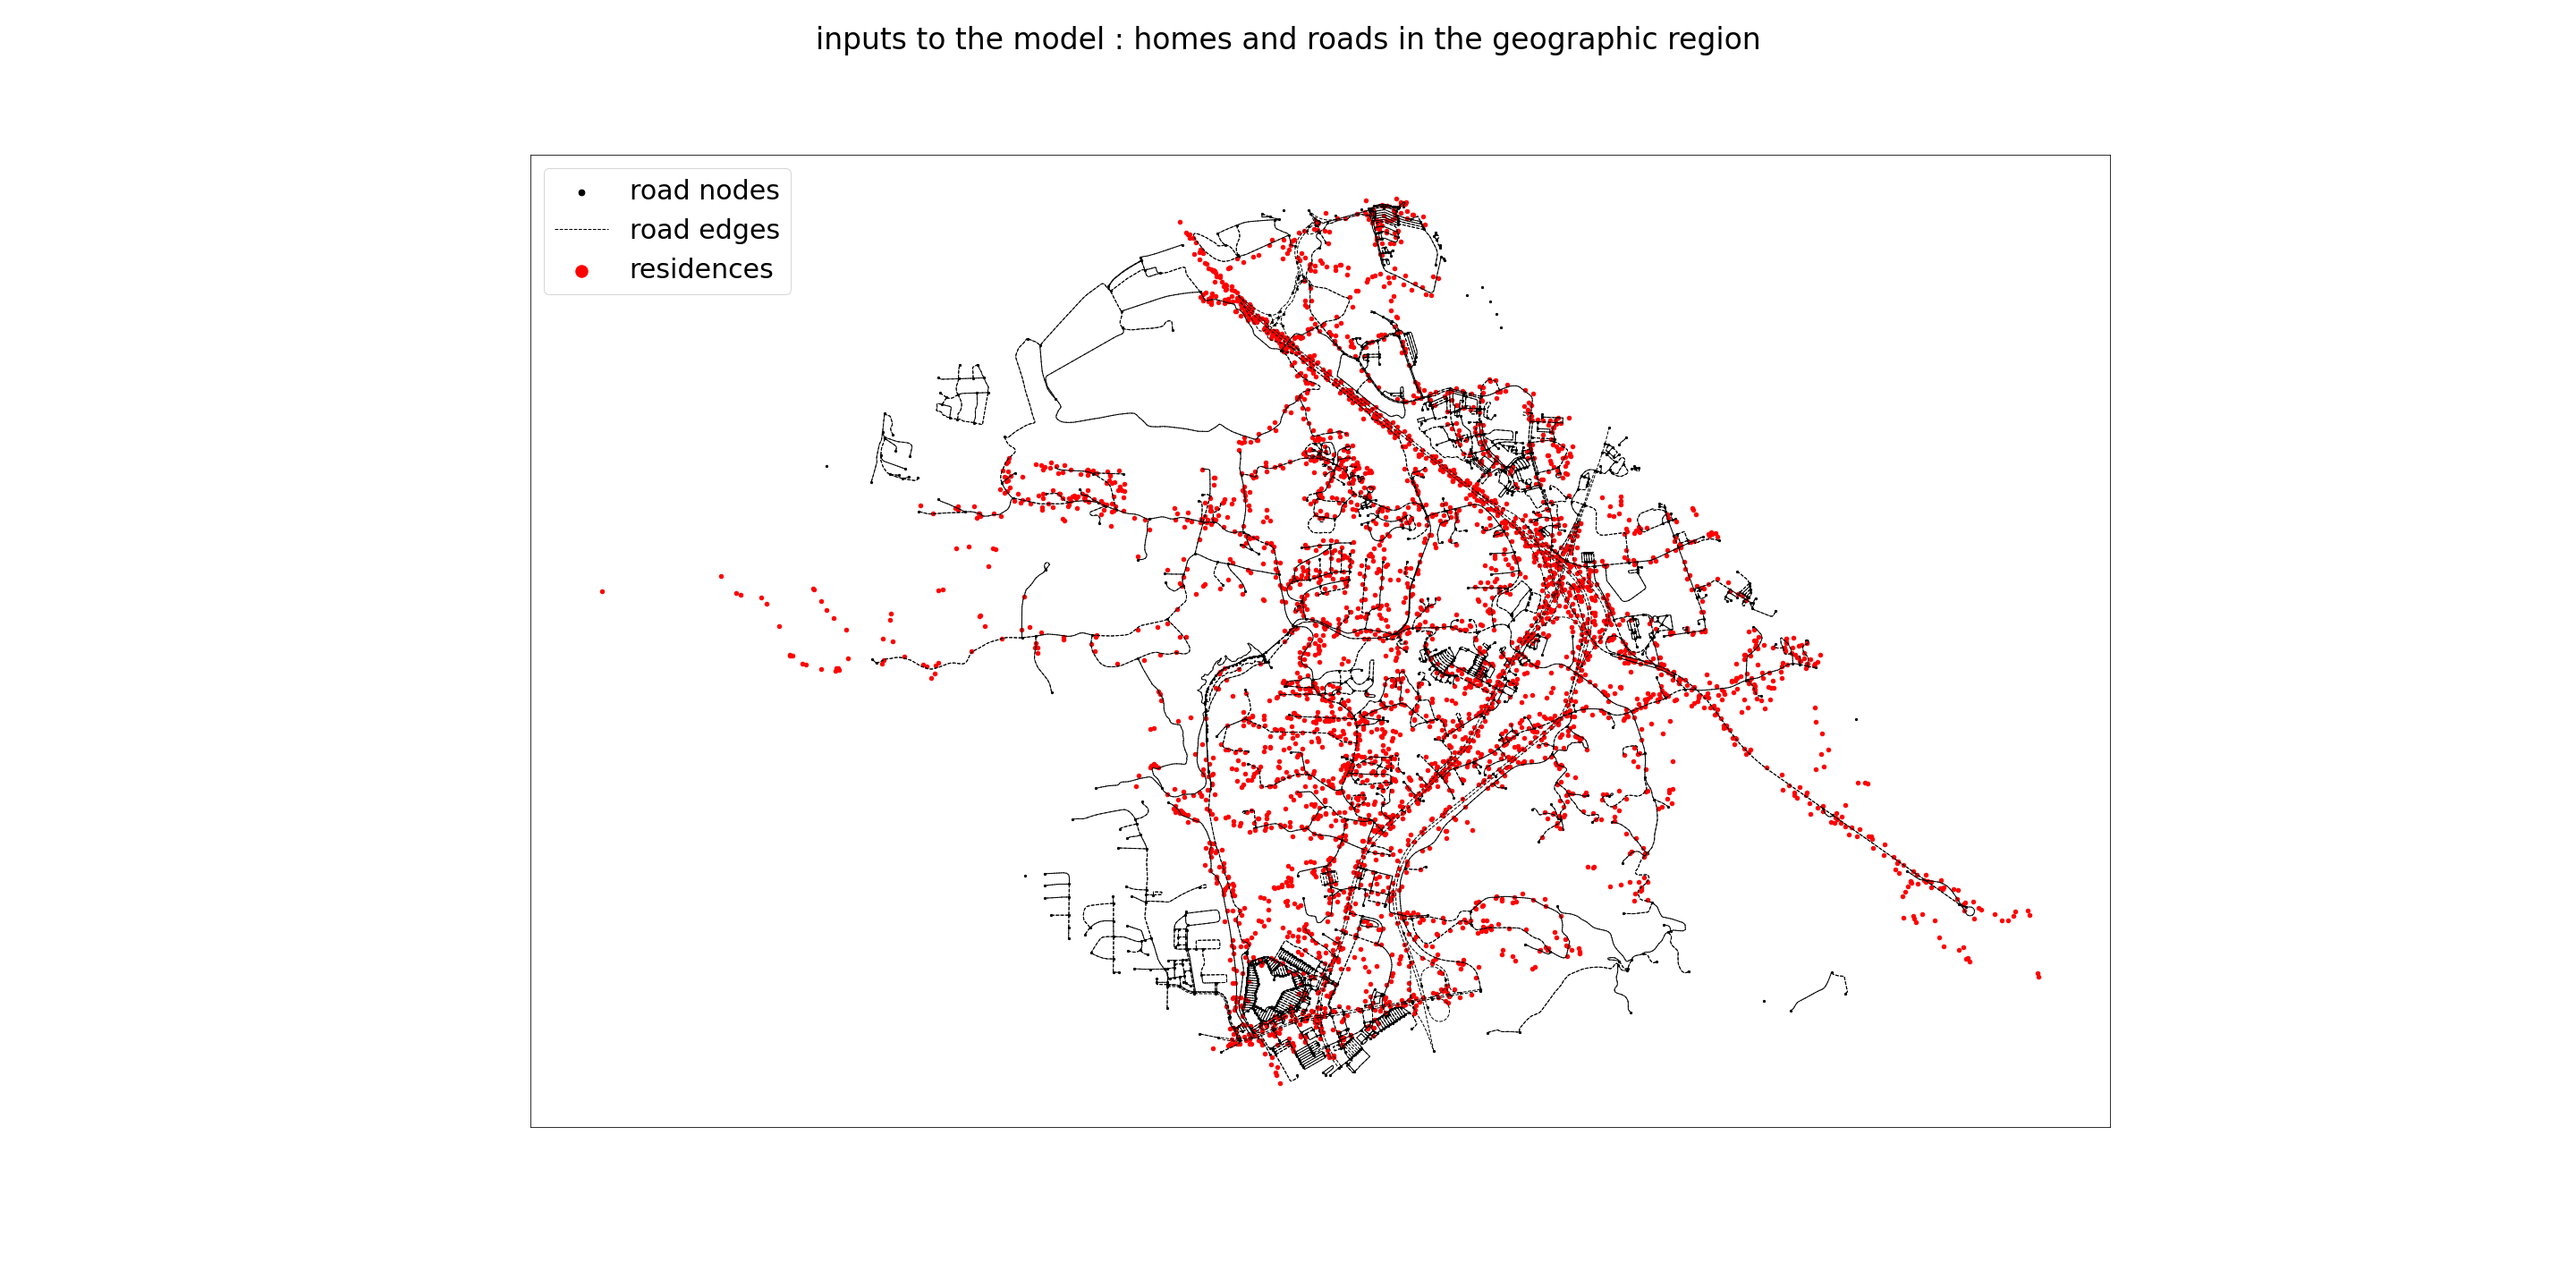 inputs to the model : homes and roads in the geographic region
road nodes
road edges
residences